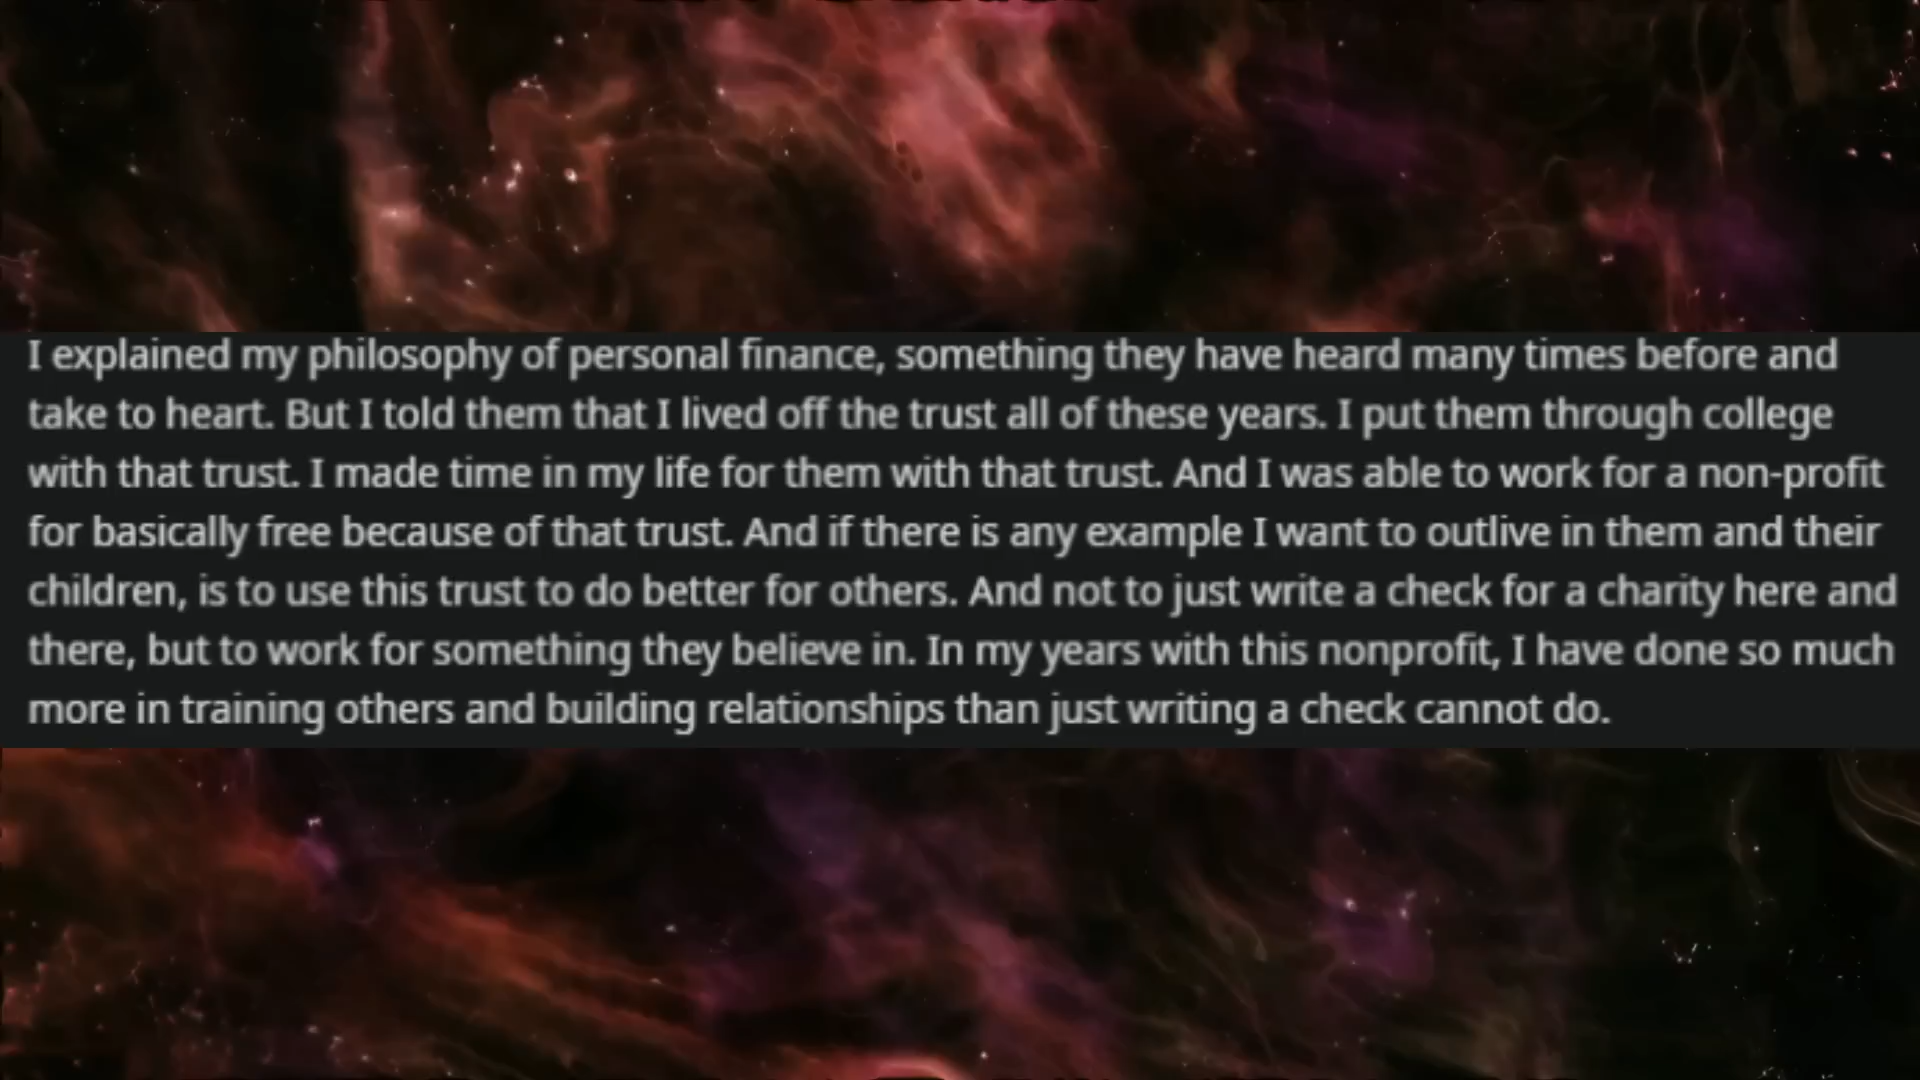 I explained my philosophy of personal finance, something they have heard many times before and
take to heart. But I told them that I lived off the trust all of these years. I put them through college
with that trust. I made time in my life for them with that trust. And I was able to work for a non-profit
for basically free because of that trust. And if there is any example I want to outlive in them and their
children, is to use this trust to do better for others. And not to just write a check for a charity here and
there, but to work for something they believe in. In my years with this nonprofit, I have done so much
more in training others and building relationships than just writing a check cannot do.